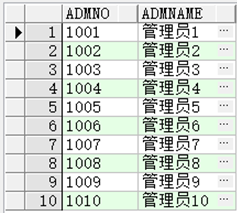 ADMNO ADMNAME
1 1001 管理员1 ...
2 1002 管理员2 ...
3 1003 管理员3 ...
4 1004 管理员4 ...
5 1005 管理员5 ...
6 1006 管理员6 ...
7 1007 管理员7 ...
8 1008 管理员8 ...
9 1009 管理员9 ...
10 1010 管理员10 ...